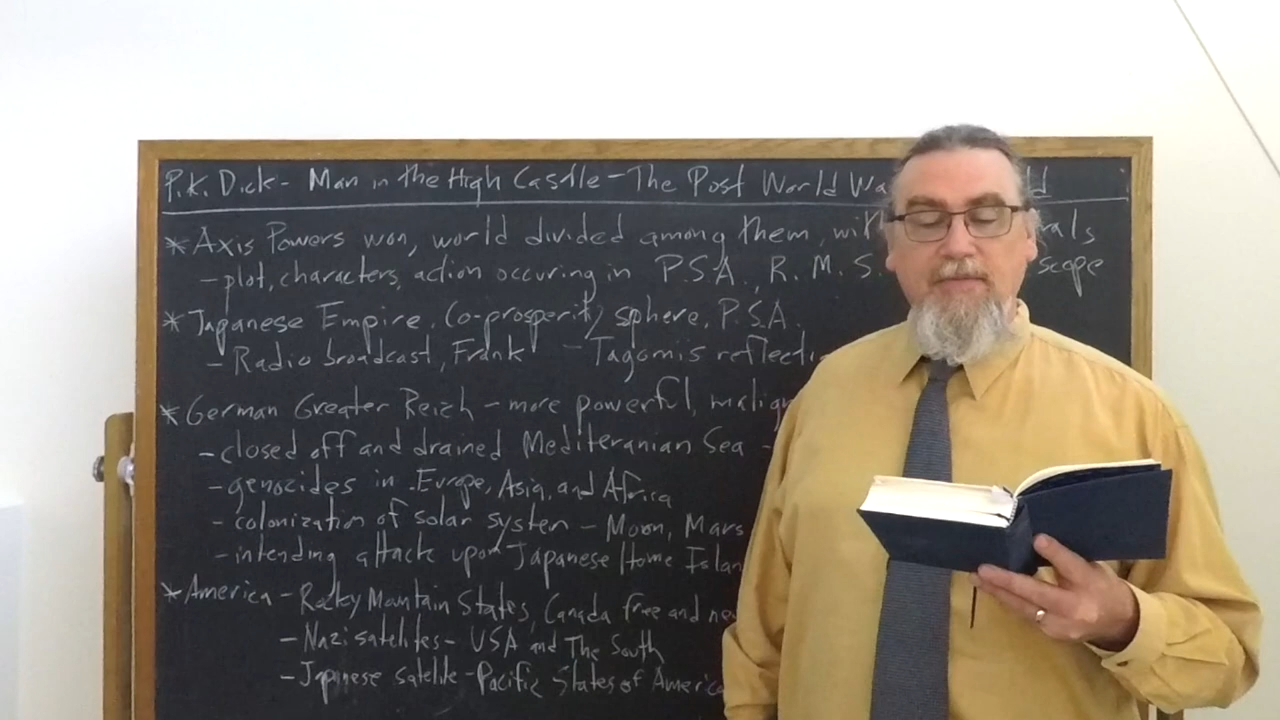 P.K. Dick - Man in the High Castle - The Post World Wa
* Axis Powers won, world divided among them, with
- plot, characters, action occuring in P.S.A., R. M. S. scope
* Japanese Empire, Co-prosperity sphere, P.S.A.
- Radio broadcast, Frank - Tagomis reflecti
* German Greater Reich - more powerful, malign
- closed off and drained Mediteranian Sea -
- genocides in Europe, Asia, and Africa
- colonization of solar system - Moon, Mars
- intending attack upon Japanese Home Islan
* America - Rocky Mountain States, Canada free and ne
- Nazi satelites - USA and The South
- Japanese satelite - Pacific States of America